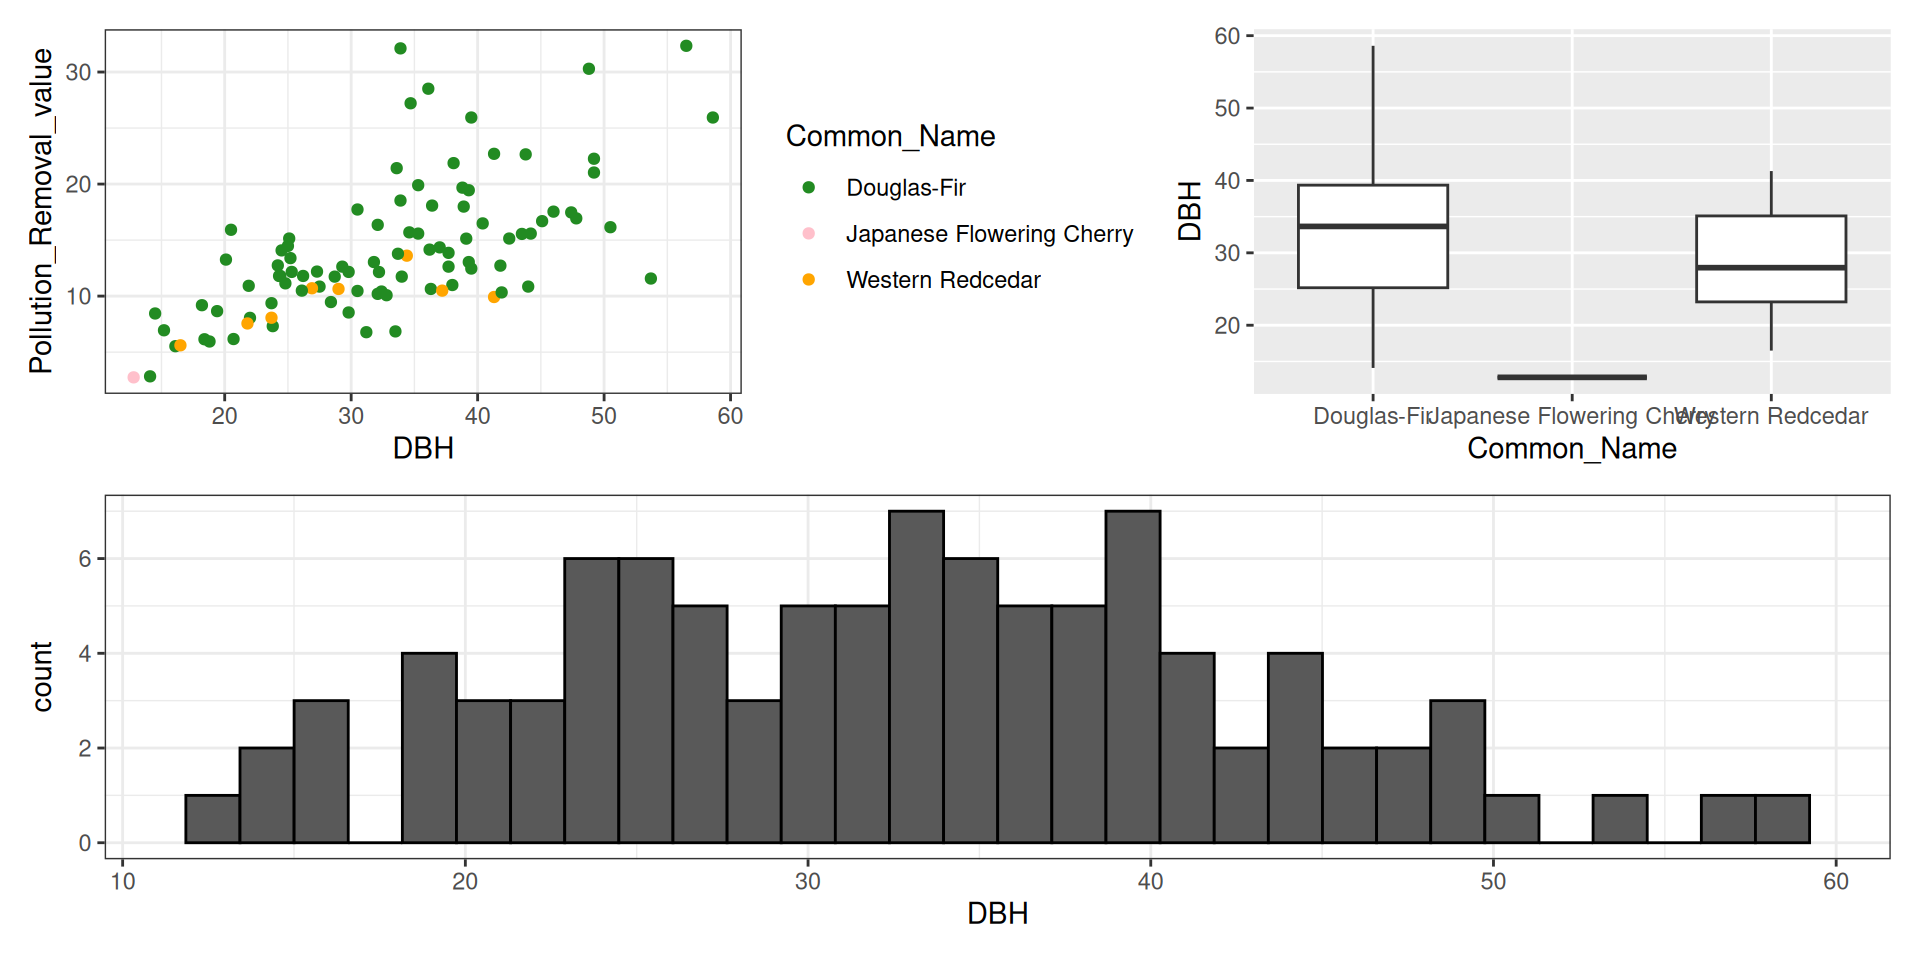 Pollution_Removal_value
30
20
10
20 30 40 50 60
DBH
Common_Name
Douglas-Fir
Japanese Flowering Cherry
Western Redcedar
DBH
60
50
40
30
20
Douglas-Fir Japanese Flowering Cherry Western Redcedar
Common_Name
count
6
4
2
0
10 20 30 40 50 60
DBH